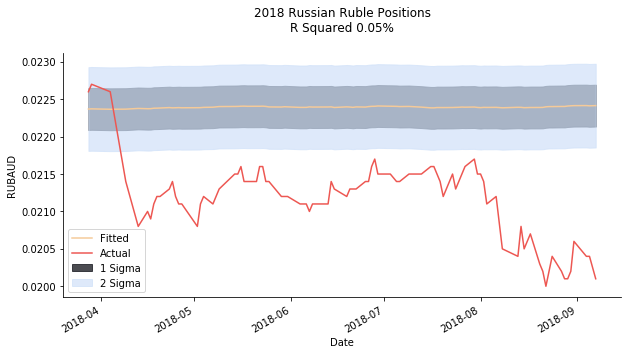 2018 Russian Ruble Positions
R Squared 0.05%
0.0230
0.0225
0.0220
0.0215
0.0210
0.0205
0.0200
RUBAUD
Fitted
Actual
1 Sigma
2 Sigma
2018-04
2018-05
2018-06
2018-07
2018-08
2018-09
Date